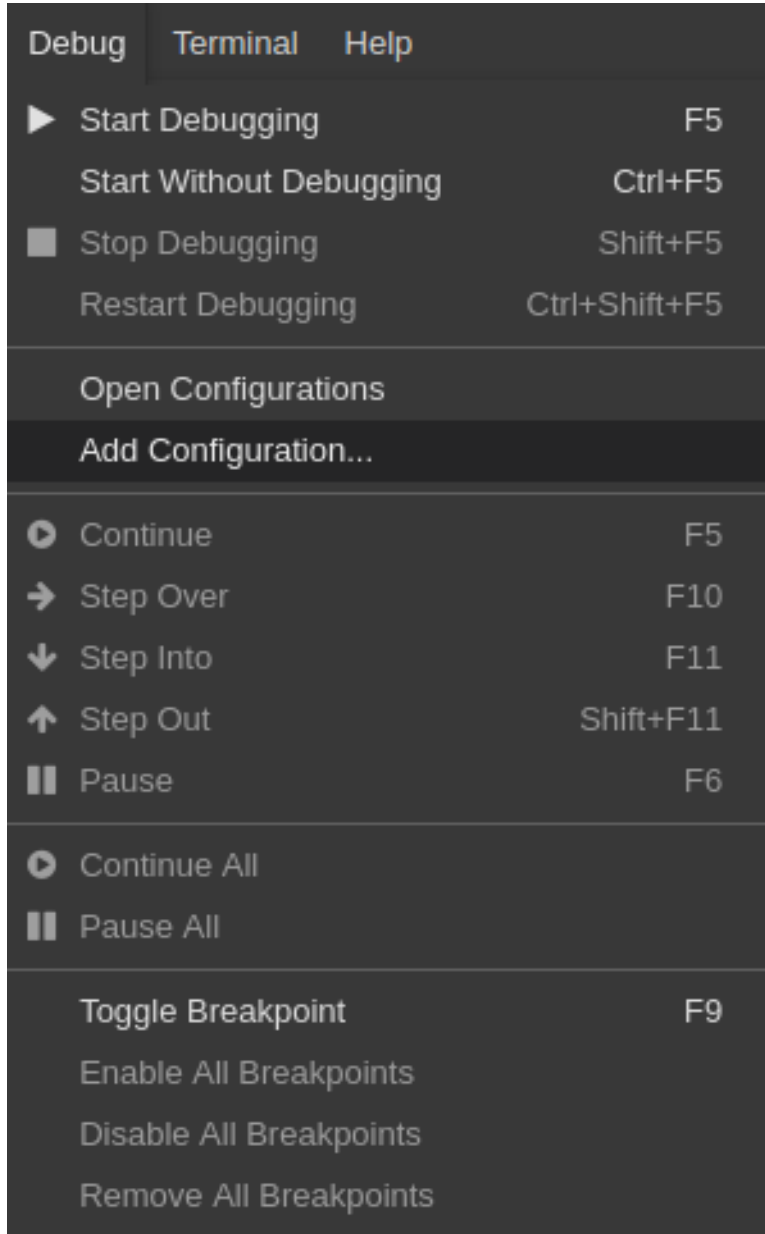 Debug Terminal Help
Start Debugging F5
Start Without Debugging Ctrl+F5
Stop Debugging Shift+F5
Restart Debugging Ctrl+Shift+F5
Open Configurations
Add Configuration...
Continue F5
Step Over F10
Step Into F11
Step Out Shift+F11
Pause F6
Continue All
Pause All
Toggle Breakpoint F9
Enable All Breakpoints
Disable All Breakpoints
Remove All Breakpoints